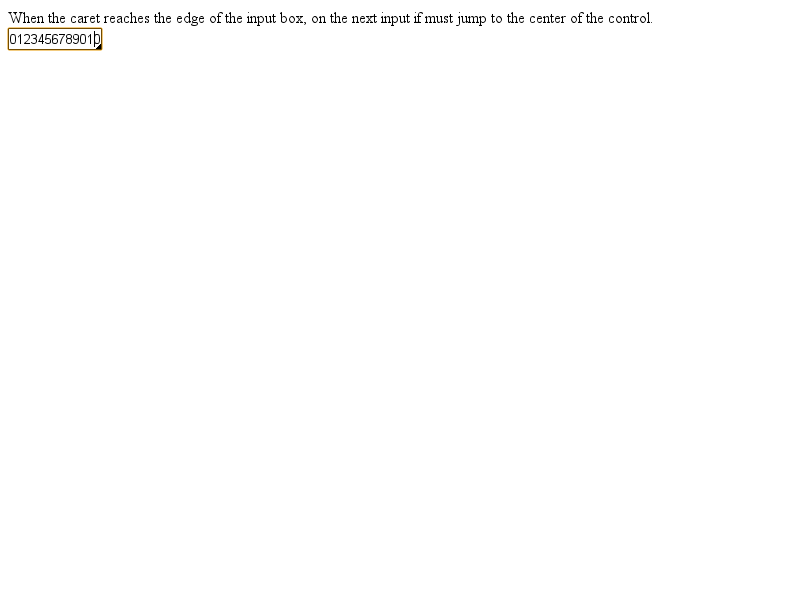 When the caret reaches the edge of the input box, on the next input if must jump to the center of the control.
012345678901